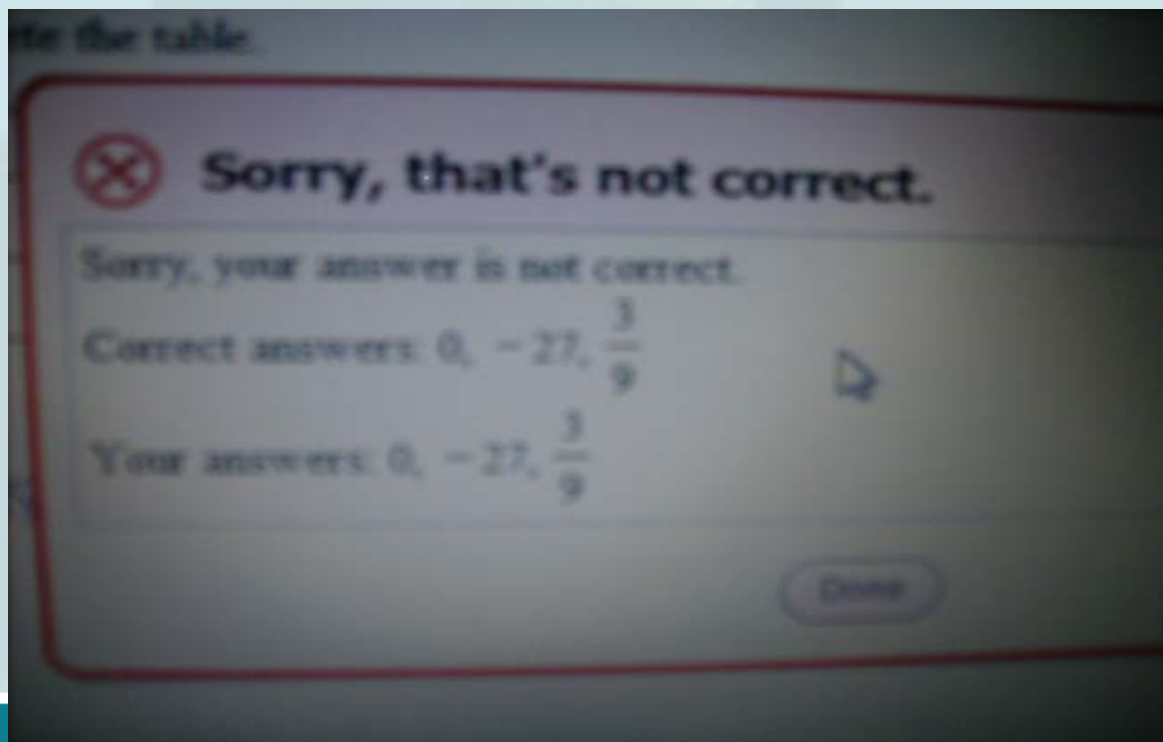 the table.
Sorry, that's not correct.
Sorry, your answer is not correct.
Correct answers: 0, -27, 3/9
Your answers: 0, -27, 3/9
Done